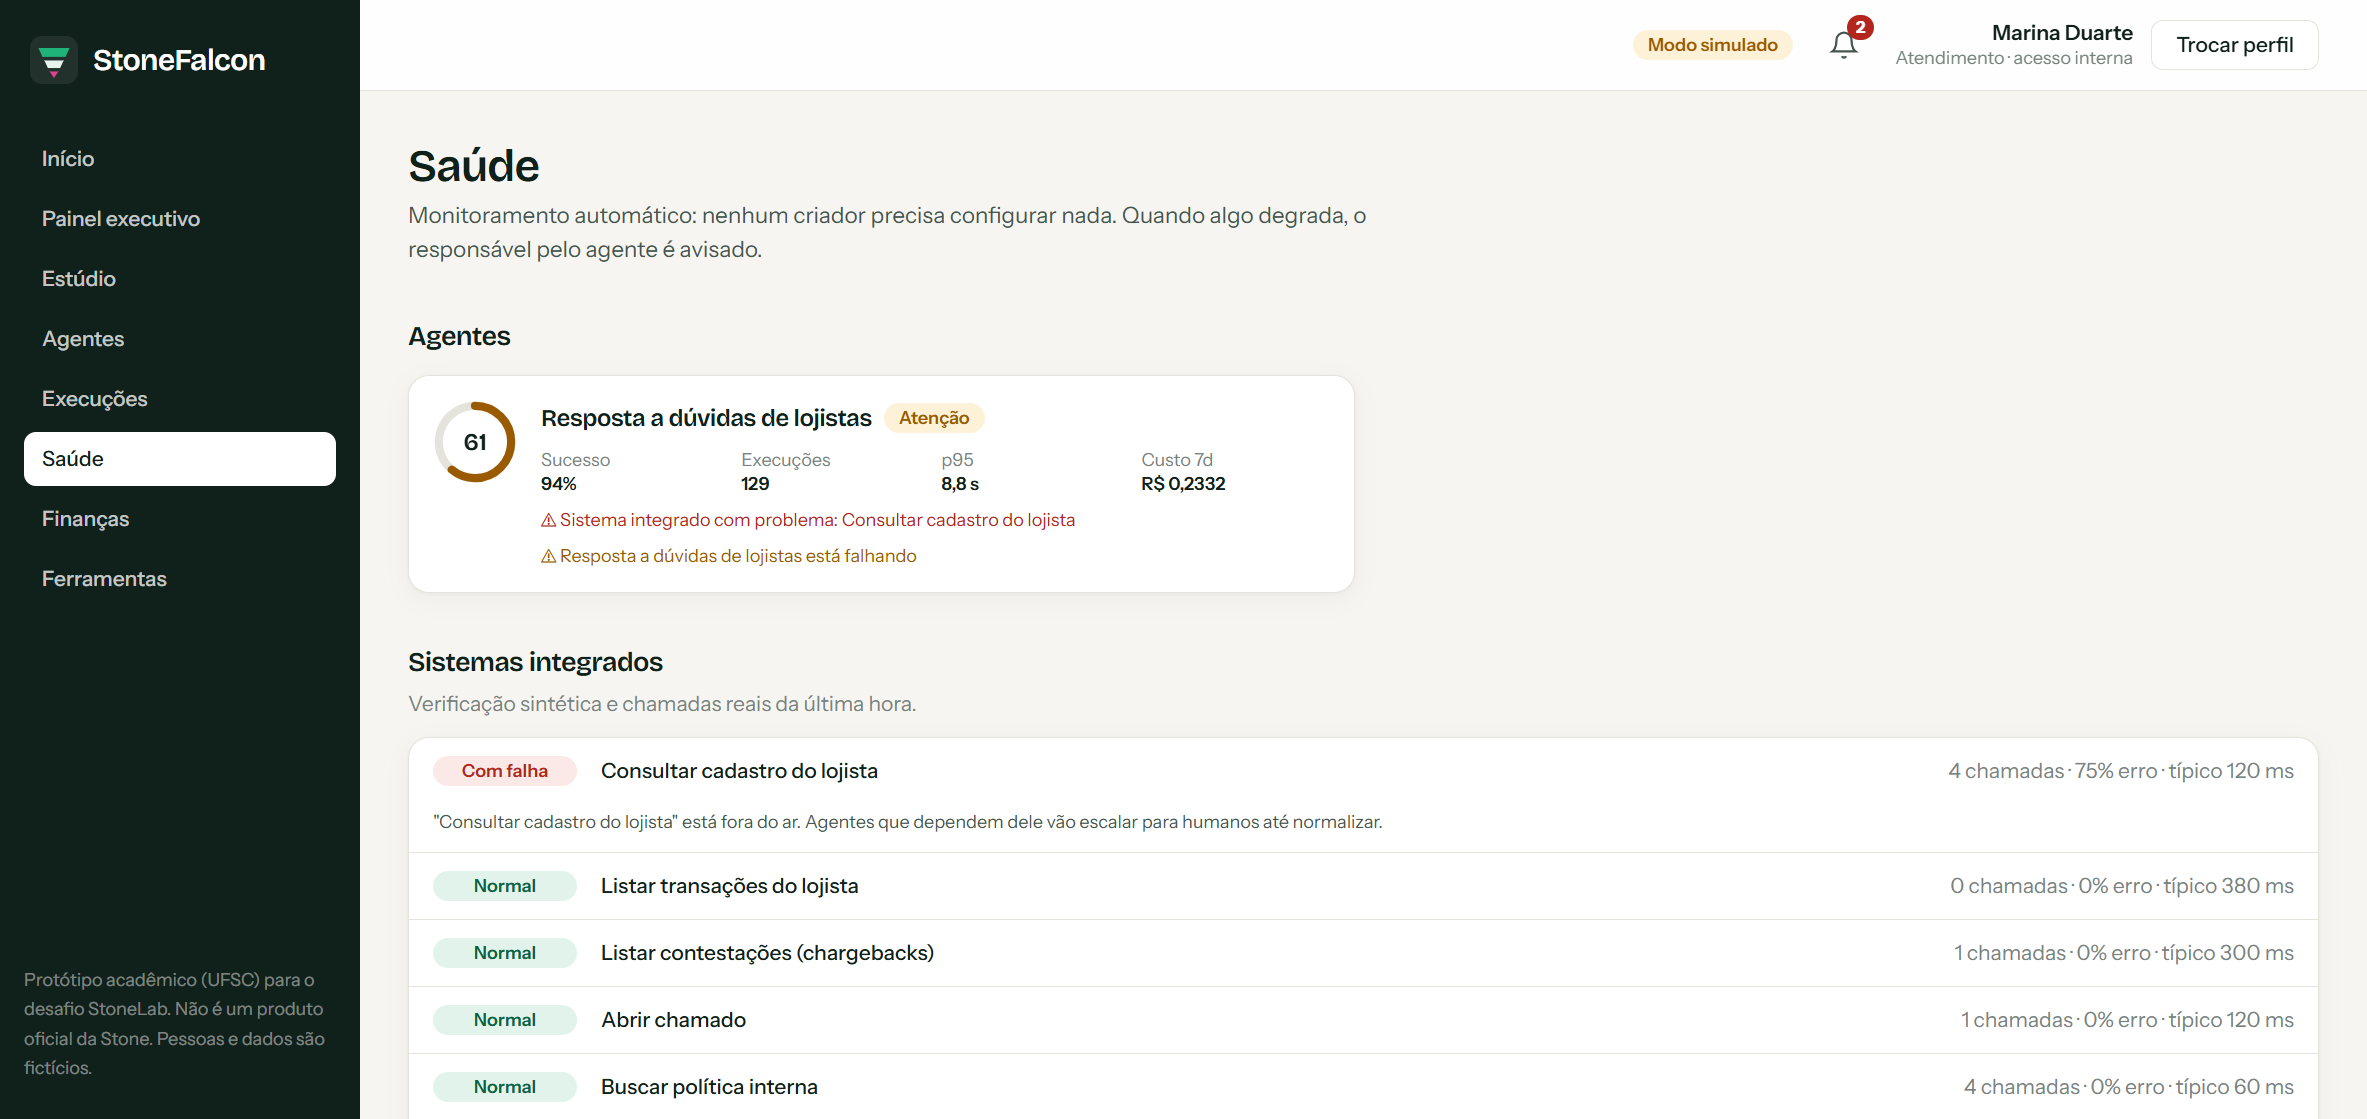 StoneFalcon
Início
Painel executivo
Estúdio
Agentes
Execuções
Saúde
Finanças
Ferramentas
Protótipo acadêmico (UFSC) para o
desafio StoneLab. Não é um produto
oficial da Stone. Pessoas e dados são
fictícios.
Modo simulado
2
Marina Duarte
Atendimento · acesso interna
Trocar perfil
Saúde
Monitoramento automático: nenhum criador precisa configurar nada. Quando algo degrada, o
responsável pelo agente é avisado.
Agentes
61
Resposta a dúvidas de lojistas Atenção
Sucesso Execuções p95 Custo 7d
94% 129 8,8 s R$ 0,2332
⚠ Sistema integrado com problema: Consultar cadastro do lojista
⚠ Resposta a dúvidas de lojistas está falhando
Sistemas integrados
Verificação sintética e chamadas reais da última hora.
Com falha Consultar cadastro do lojista 4 chamadas · 75% erro · típico 120 ms
"Consultar cadastro do lojista" está fora do ar. Agentes que dependem dele vão escalar para humanos até normalizar.
Normal Listar transações do lojista 0 chamadas · 0% erro · típico 380 ms
Normal Listar contestações (chargebacks) 1 chamadas · 0% erro · típico 300 ms
Normal Abrir chamado 1 chamadas · 0% erro · típico 120 ms
Normal Buscar política interna 4 chamadas · 0% erro · típico 60 ms